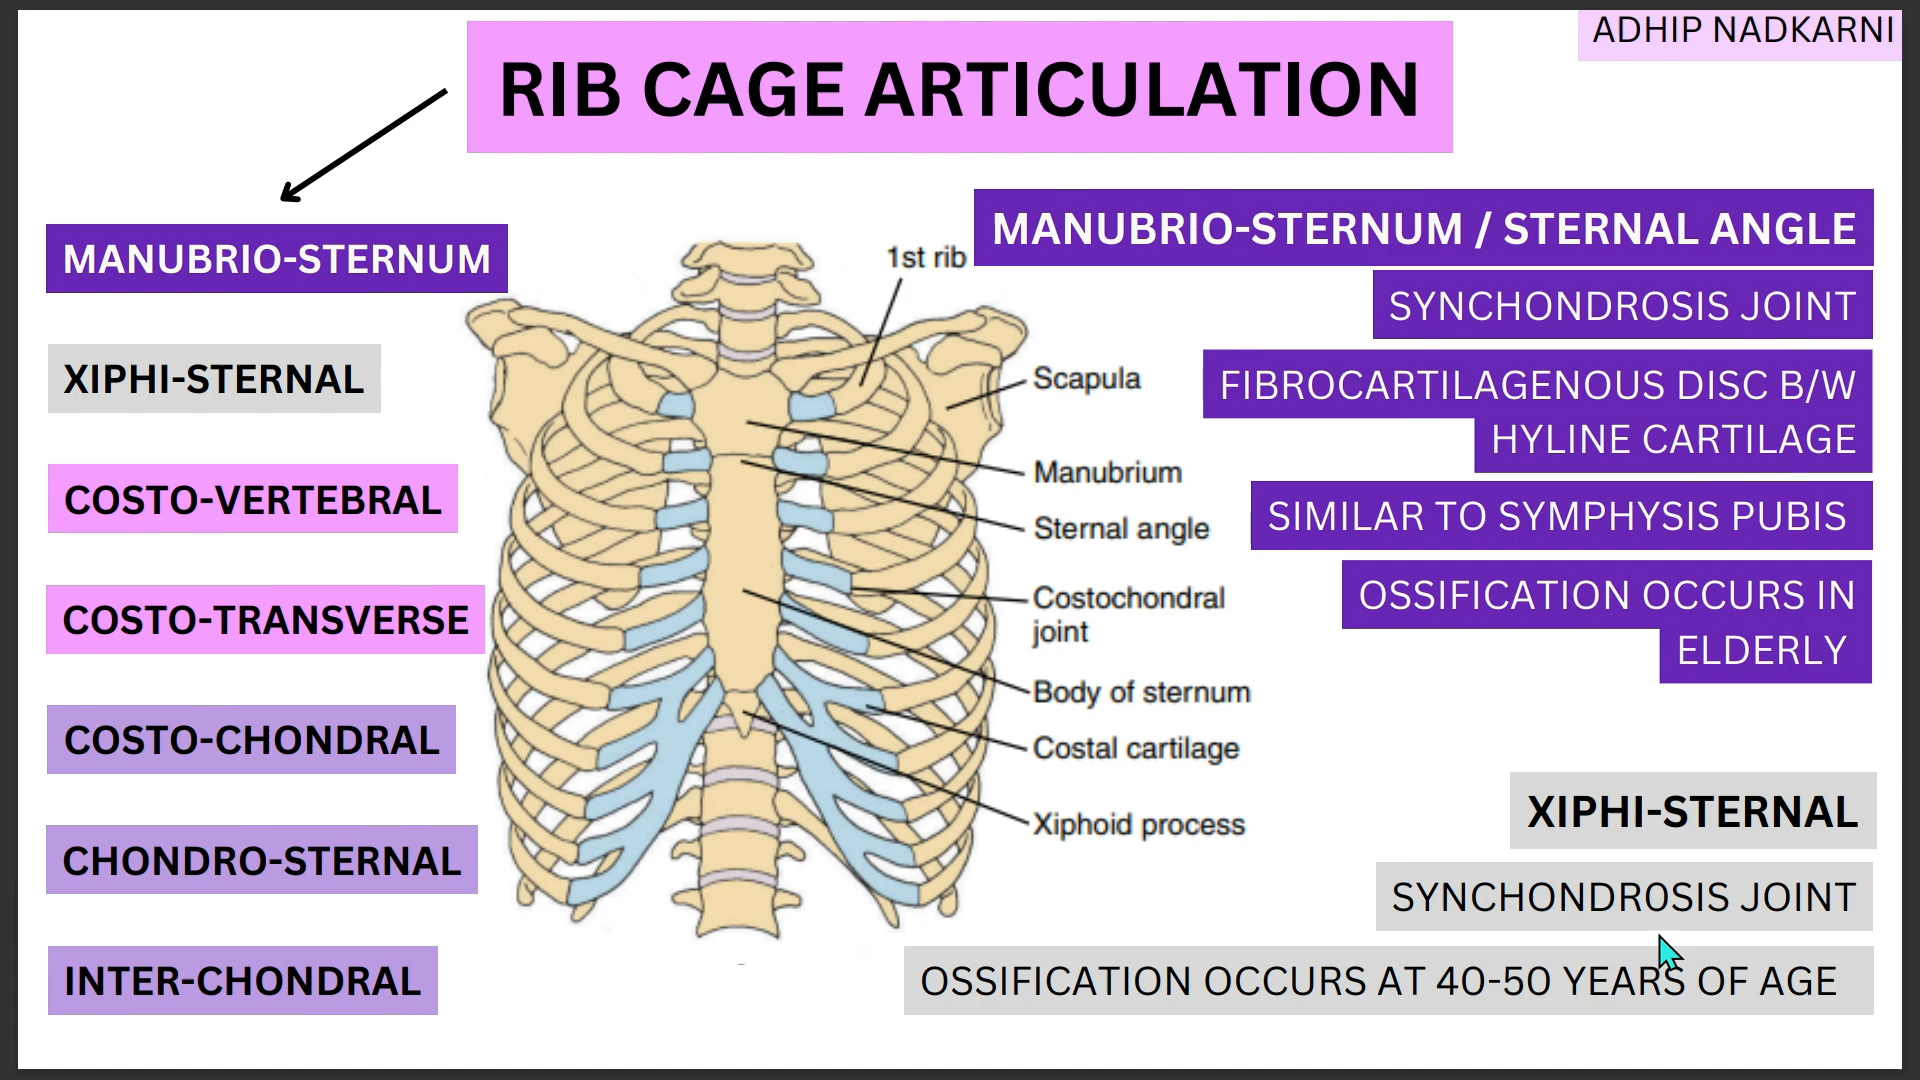 ADHIP NADKARNI
RIB CAGE ARTICULATION
MANUBRIO-STERNUM
XIPHI-STERNAL
COSTO-VERTEBRAL
COSTO-TRANSVERSE
COSTO-CHONDRAL
CHONDRO-STERNAL
INTER-CHONDRAL
1st rib
Scapula
Manubrium
Sternal angle
Costochondral
joint
Body of sternum
Costal cartilage
Xiphoid process
MANUBRIO-STERNUM / STERNAL ANGLE
SYNCHONDROSIS JOINT
FIBROCARTILAGENOUS DISC B/W
HYLINE CARTILAGE
SIMILAR TO SYMPHYSIS PUBIS
OSSIFICATION OCCURS IN
ELDERLY
XIPHI-STERNAL
SYNCHONDROSIS JOINT
OSSIFICATION OCCURS AT 40-50 YEARS OF AGE